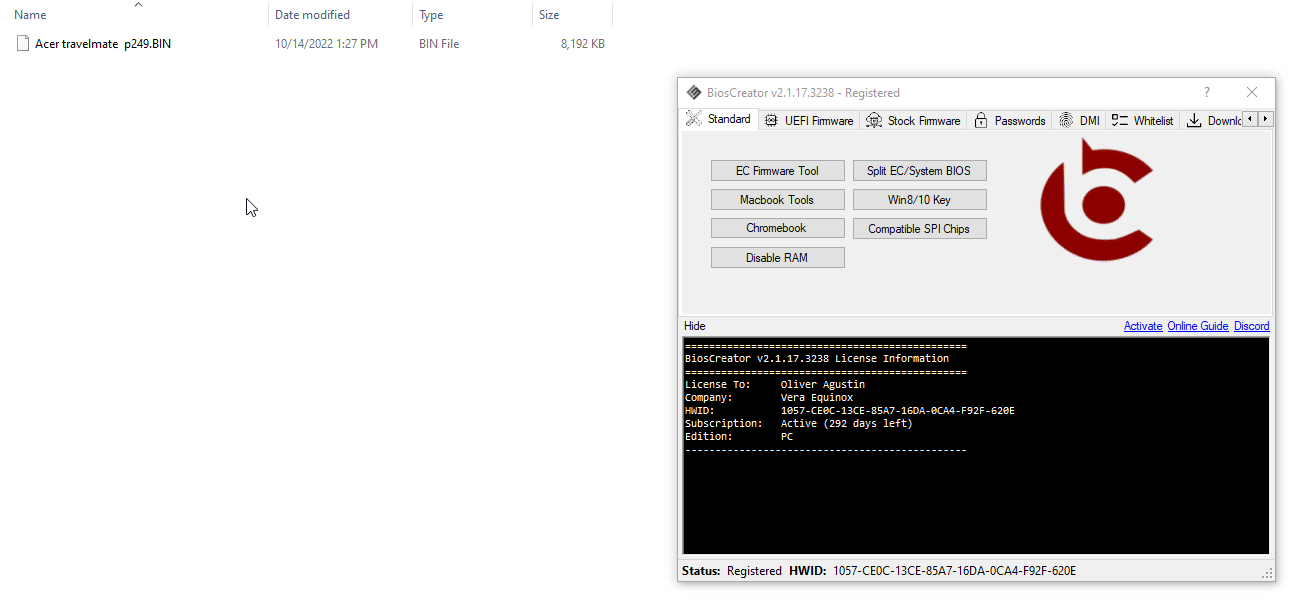 Name Date modified Type Size
Acer travelmate  p249.BIN 10/14/2022 1:27 PM BIN File 8,192 KB
BiosCreator v2.1.17.3238 - Registered ?
Standard UEFI Firmware Stock Firmware Passwords DMI Whitelist Downlo
EC Firmware Tool Split EC/System BIOS
Macbook Tools Win8/10 Key
Chromebook Compatible SPI Chips
Disable RAM
Hide Activate Online Guide Discord
===============================================
BiosCreator v2.1.17.3238 License Information
===============================================
License To: Oliver Agustin
Company: Vera Equinox
HWID: 1057-CE0C-13CE-85A7-16DA-0CA4-F92F-620E
Subscription: Active (292 days left)
Edition: PC
-----------------------------------------------
Status: Registered HWID: 1057-CE0C-13CE-85A7-16DA-0CA4-F92F-620E